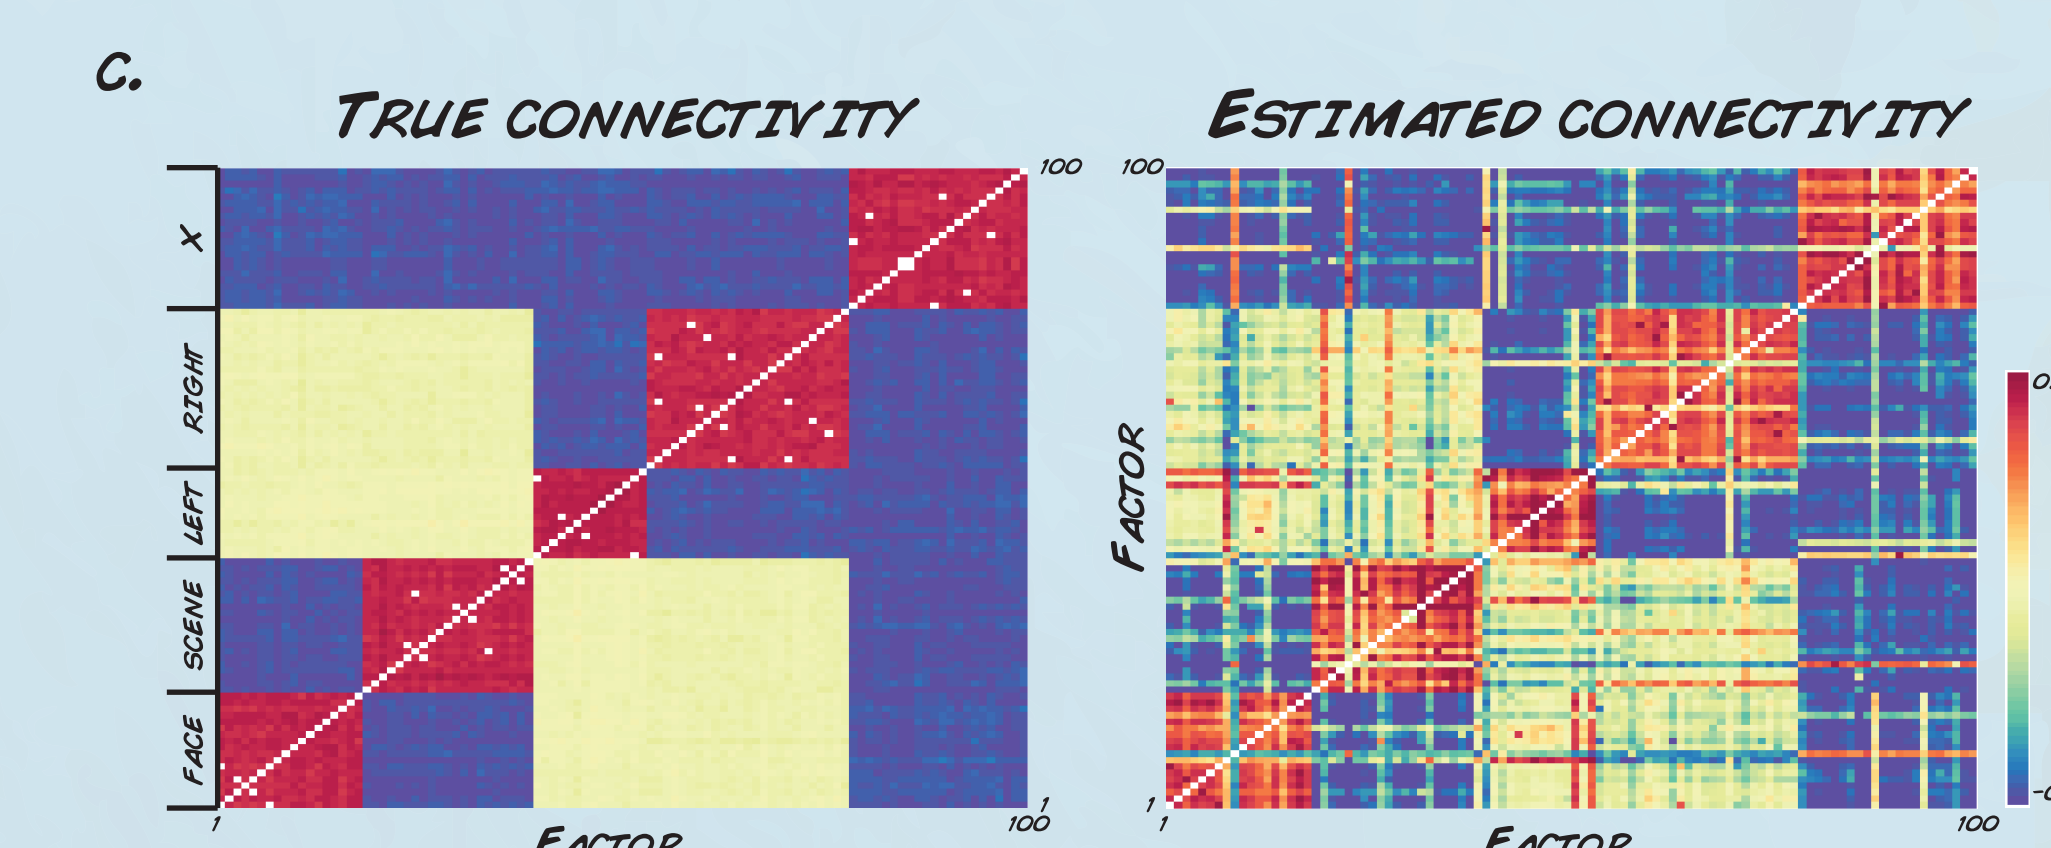 C.
TRUE CONNECTIVITY
ESTIMATED CONNECTIVITY
X
RIGHT
LEFT
SCENE
FACE
100
1
1
100
FACTOR
100
1
1
100
FACTOR
FACTOR